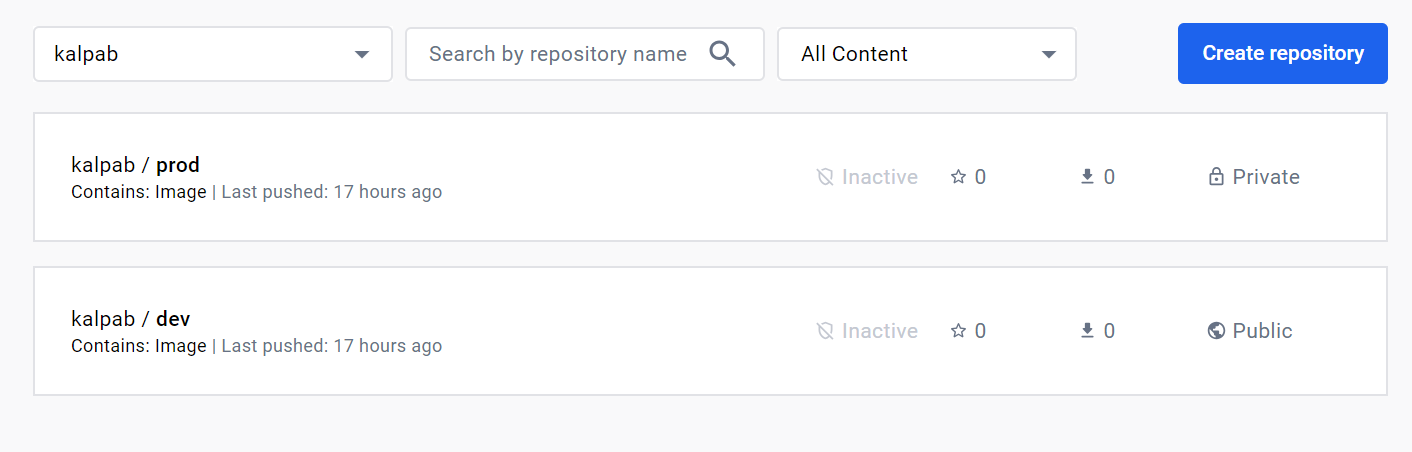 kalpab
Search by repository name
All Content
Create repository
kalpab / prod
Contains: Image | Last pushed: 17 hours ago
Inactive
0
0
Private
kalpab / dev
Contains: Image | Last pushed: 17 hours ago
Inactive
0
0
Public